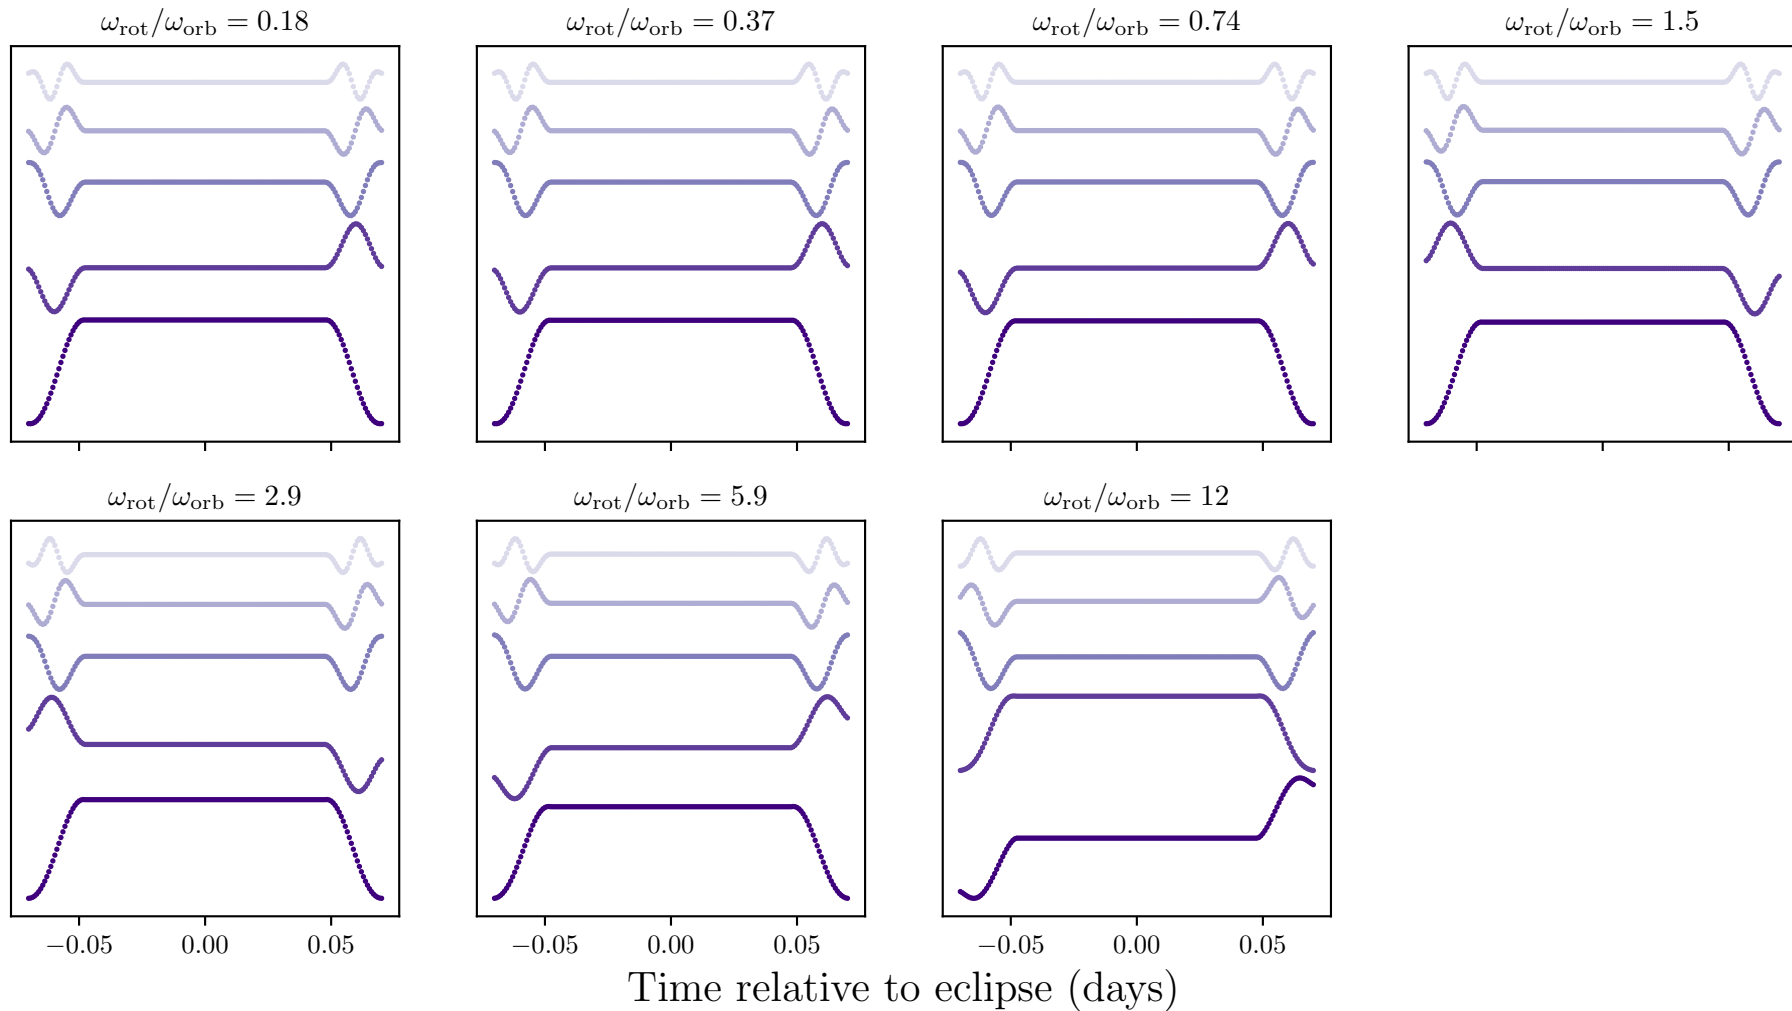 ω_rot/ω_orb = 0.18
ω_rot/ω_orb = 0.37
ω_rot/ω_orb = 0.74
ω_rot/ω_orb = 1.5
ω_rot/ω_orb = 2.9
ω_rot/ω_orb = 5.9
ω_rot/ω_orb = 12
−0.05 0.00 0.05
−0.05 0.00 0.05
−0.05 0.00 0.05
Time relative to eclipse (days)